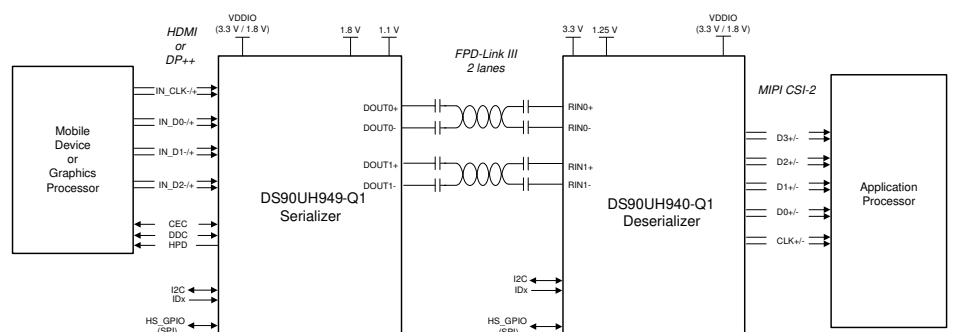 VDDIO
(3.3 V / 1.8 V)
1.8 V
1.1 V
3.3 V
1.25 V
VDDIO
(3.3 V / 1.8 V)
HDMI
or
DP++
FPD-Link III
2 lanes
MIPI CSI-2
Mobile
Device
or
Graphics
Processor
IN_CLK-/+
IN_D0-/+
IN_D1-/+
IN_D2-/+
CEC
DDC
HPD
I2C
IDx
HS_GPIO
(SPI)
DS90UH949-Q1
Serializer
DOUT0+
DOUT0-
DOUT1+
DOUT1-
RIN0+
RIN0-
RIN1+
RIN1-
DS90UH940-Q1
Deserializer
I2C
IDx
HS_GPIO
(SPI)
D3+/-
D2+/-
D1+/-
D0+/-
CLK+/-
Application
Processor